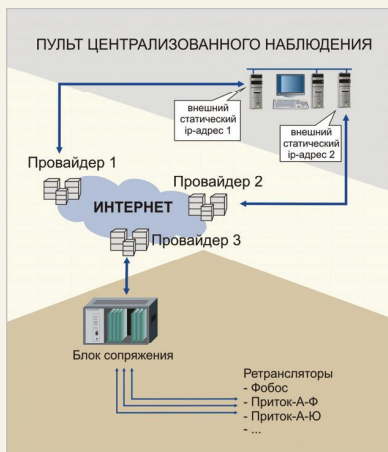 ПУЛЬТ ЦЕНТРАЛИЗОВАННОГО НАБЛЮДЕНИЯ
внешний
статический
ip-адрес 1
внешний
статический
ip-адрес 2
Провайдер 1
Провайдер 2
ИНТЕРНЕТ
Провайдер 3
Блок сопряжения
Ретрансляторы
- Фобос
- Приток-А-Ф
- Приток-А-Ю
- ...